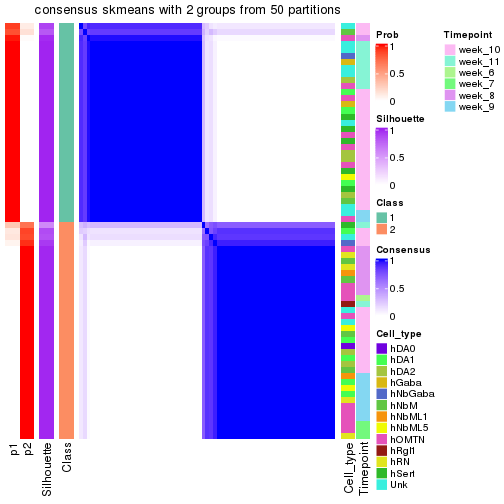 consensus skmeans with 2 groups from 50 partitions
Prob
1
0.5
0
Silhouette
1
0.5
0
Class
1
2
Consensus
1
0.5
0
Cell_type
hDA0
hDA1
hDA2
hGaba
hNbGaba
hNbM
hNbML1
hNbML5
hOMTN
hRgl1
hRN
hSert
Unk
Timepoint
week_10
week_11
week_6
week_7
week_8
week_9
p1
p2
Silhouette
Class
Cell_type
Timepoint